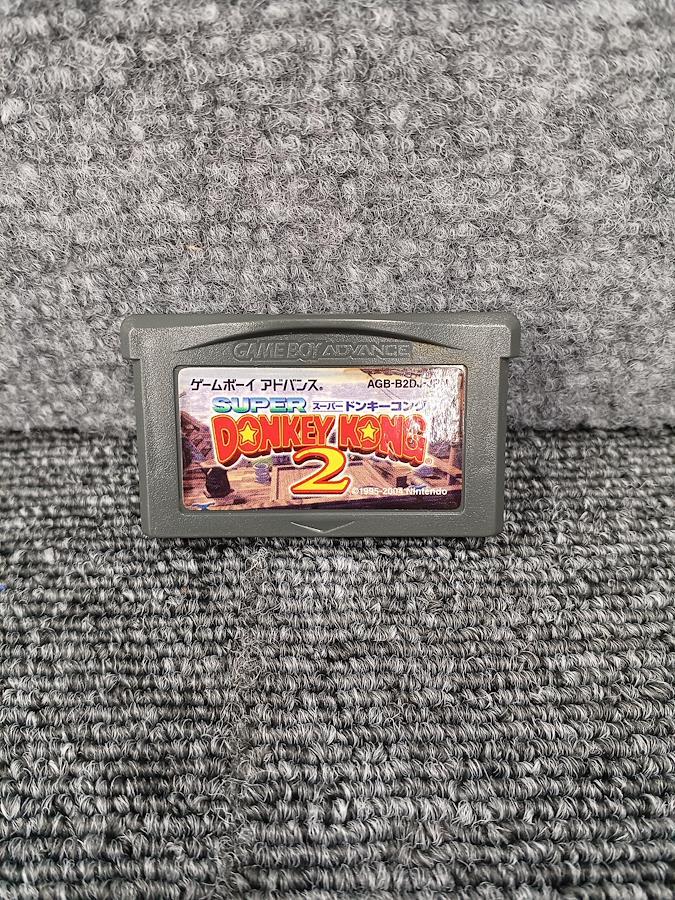 GAME BOY ADVANCE
ゲームボーイ アドバンス® AGB-B2DJ-JPN
SUPER スーパードンキーコング
DONKEY KONG®
2
©1995-2004 Nintendo